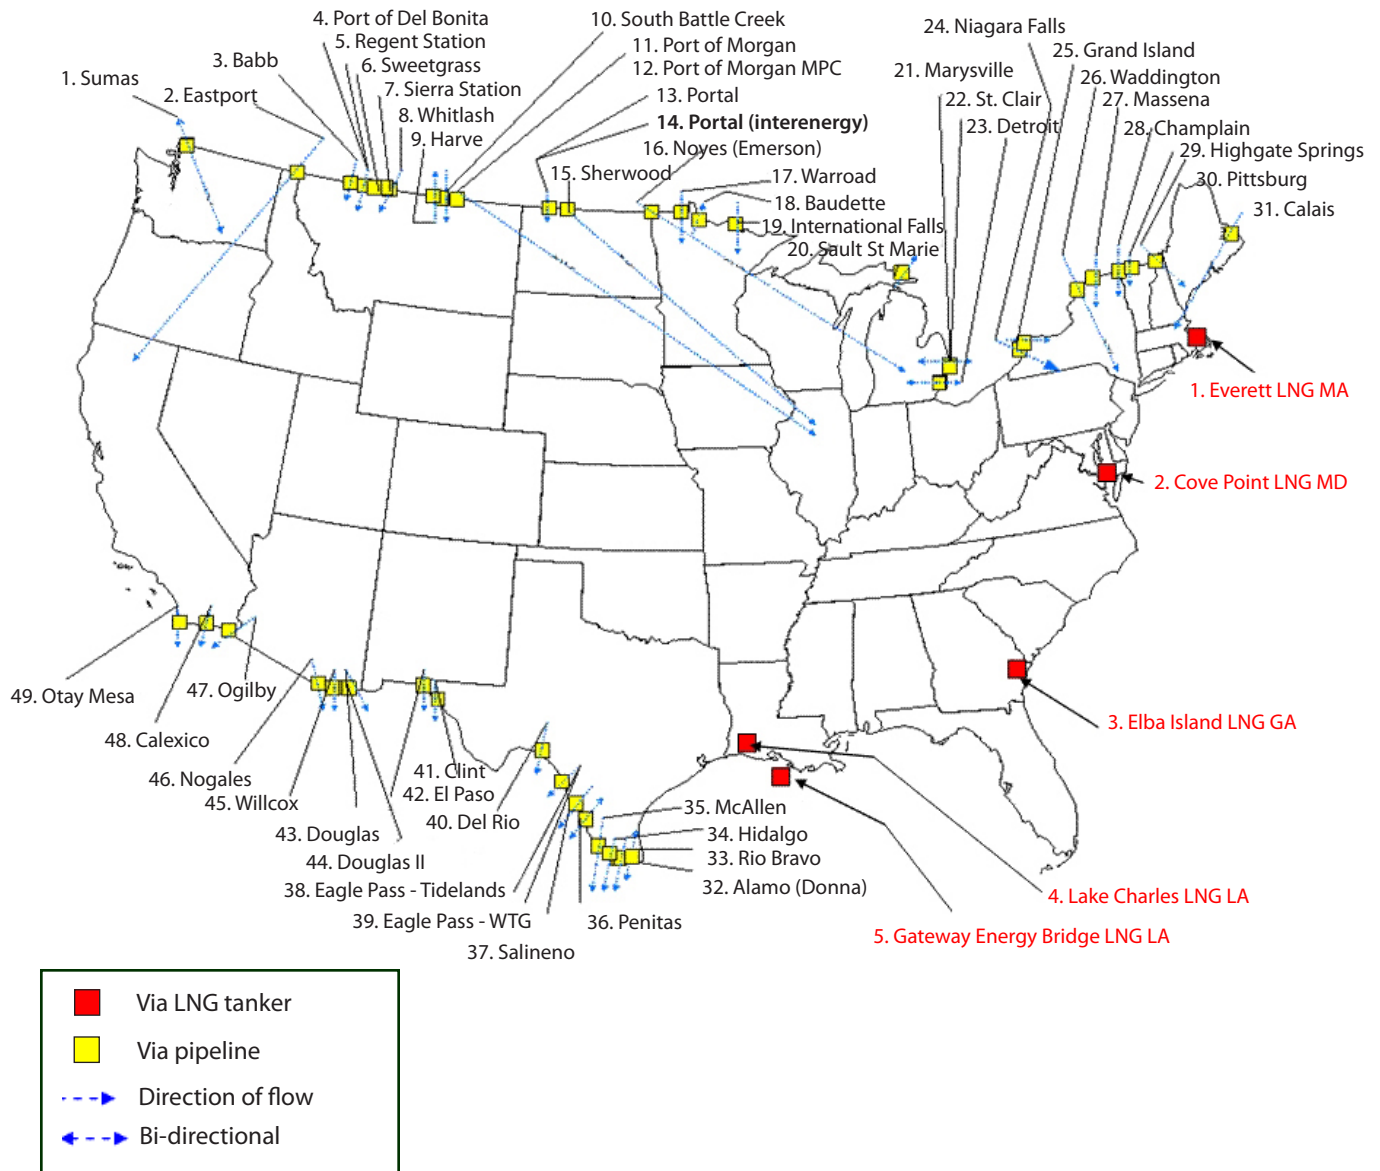 1. Sumas
2. Eastport
3. Babb
4. Port of Del Bonita
5. Regent Station
6. Sweetgrass
7. Sierra Station
8. Whitlash
9. Harve
10. South Battle Creek
11. Port of Morgan
12. Port of Morgan MPC
13. Portal
14. Portal (interenergy)
15. Sherwood
16. Noyes (Emerson)
17. Warroad
18. Baudette
19. International Falls
20. Sault St Marie
21. Marysville
22. St. Clair
23. Detroit
24. Niagara Falls
25. Grand Island
26. Waddington
27. Massena
28. Champlain
29. Highgate Springs
30. Pittsburg
31. Calais
1. Everett LNG MA
2. Cove Point LNG MD
3. Elba Island LNG GA
4. Lake Charles LNG LA
5. Gateway Energy Bridge LNG LA
49. Otay Mesa
48. Calexico
47. Ogilby
46. Nogales
45. Willcox
43. Douglas
44. Douglas II
41. Clint
42. El Paso
40. Del Rio
38. Eagle Pass - Tidelands
39. Eagle Pass - WTG
37. Salineno
36. Penitas
35. McAllen
34. Hidalgo
33. Rio Bravo
32. Alamo (Donna)
Via LNG tanker
Via pipeline
Direction of flow
Bi-directional